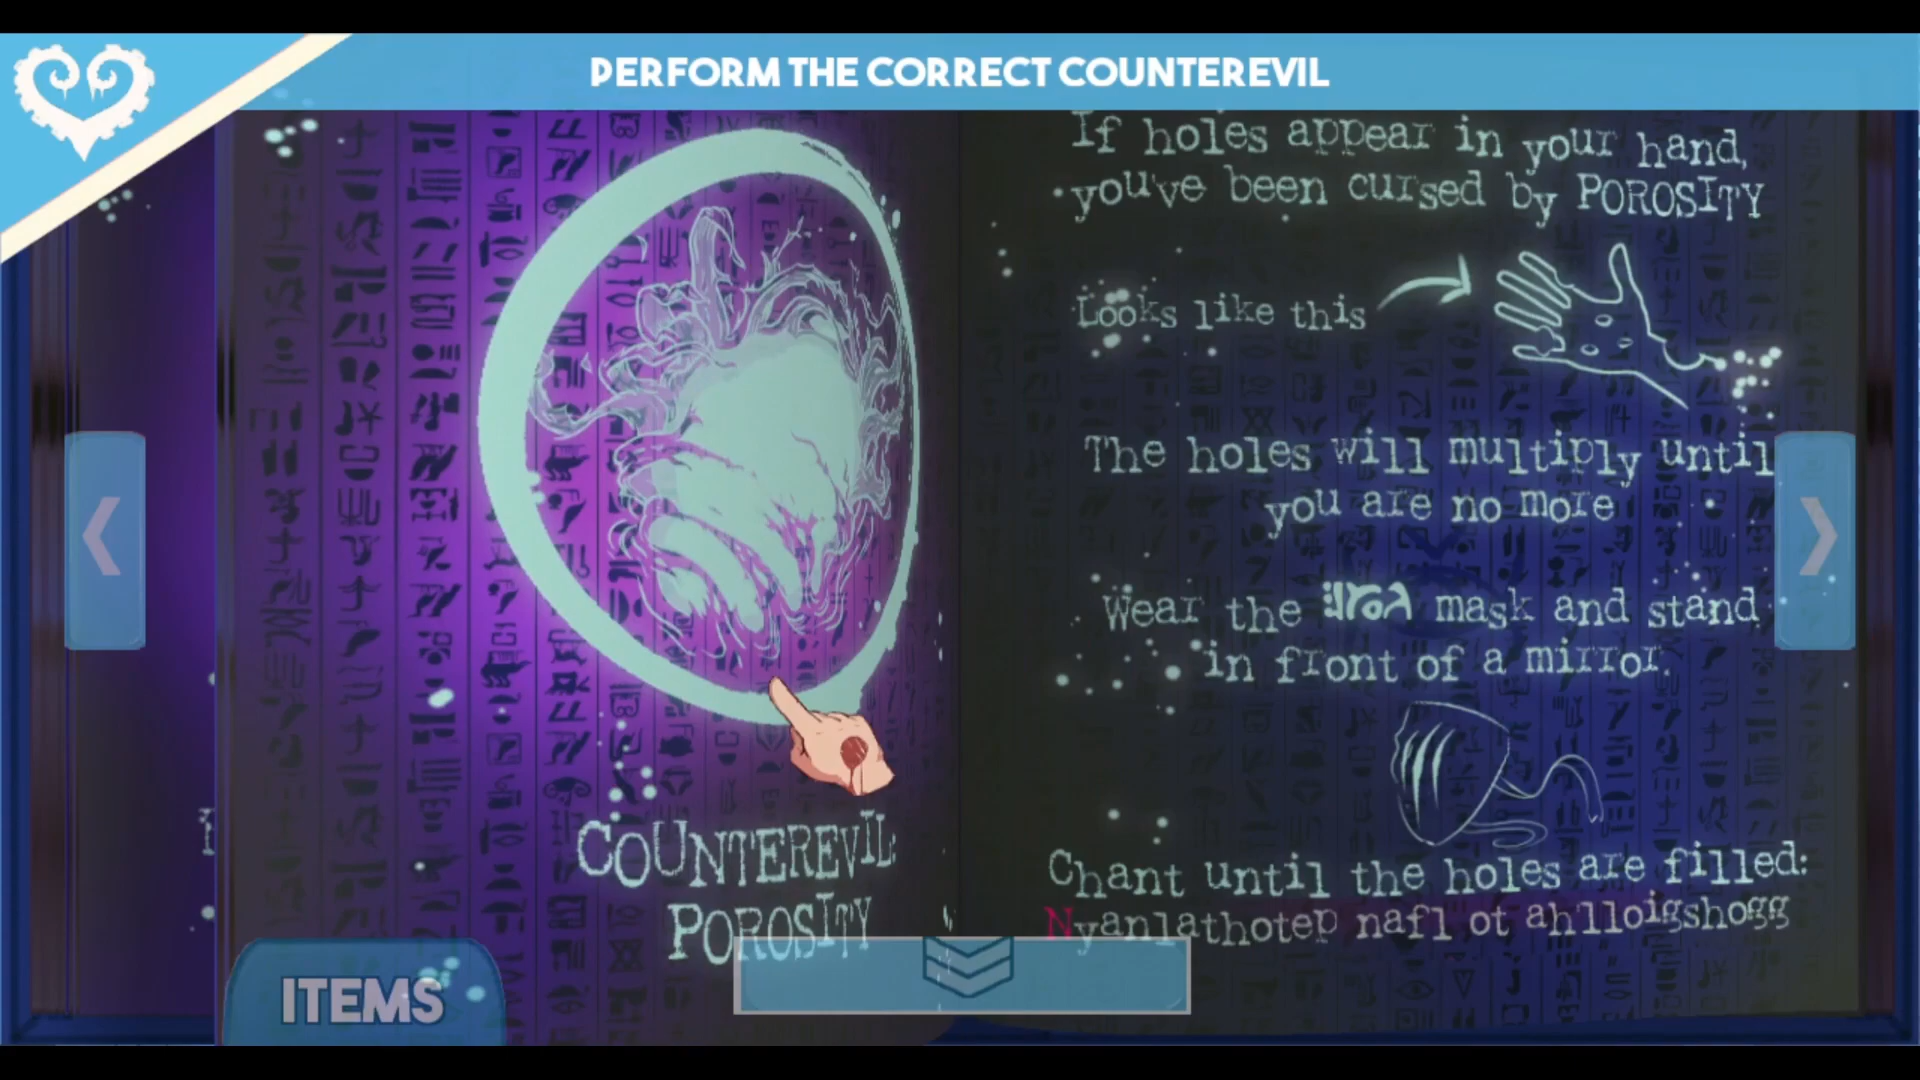 PERFORM THE CORRECT COUNTEREVIL
If holes appear in your hand,
you've been cursed by POROSITY
Looks like this
The holes will multiply until
you are no more
Wear the mask and stand
in front of a mirror.
Chant until the holes are filled:
Nyanlathotep nafl ot ah'lloigshogg
COUNTEREVIL
POROSITY
ITEMS